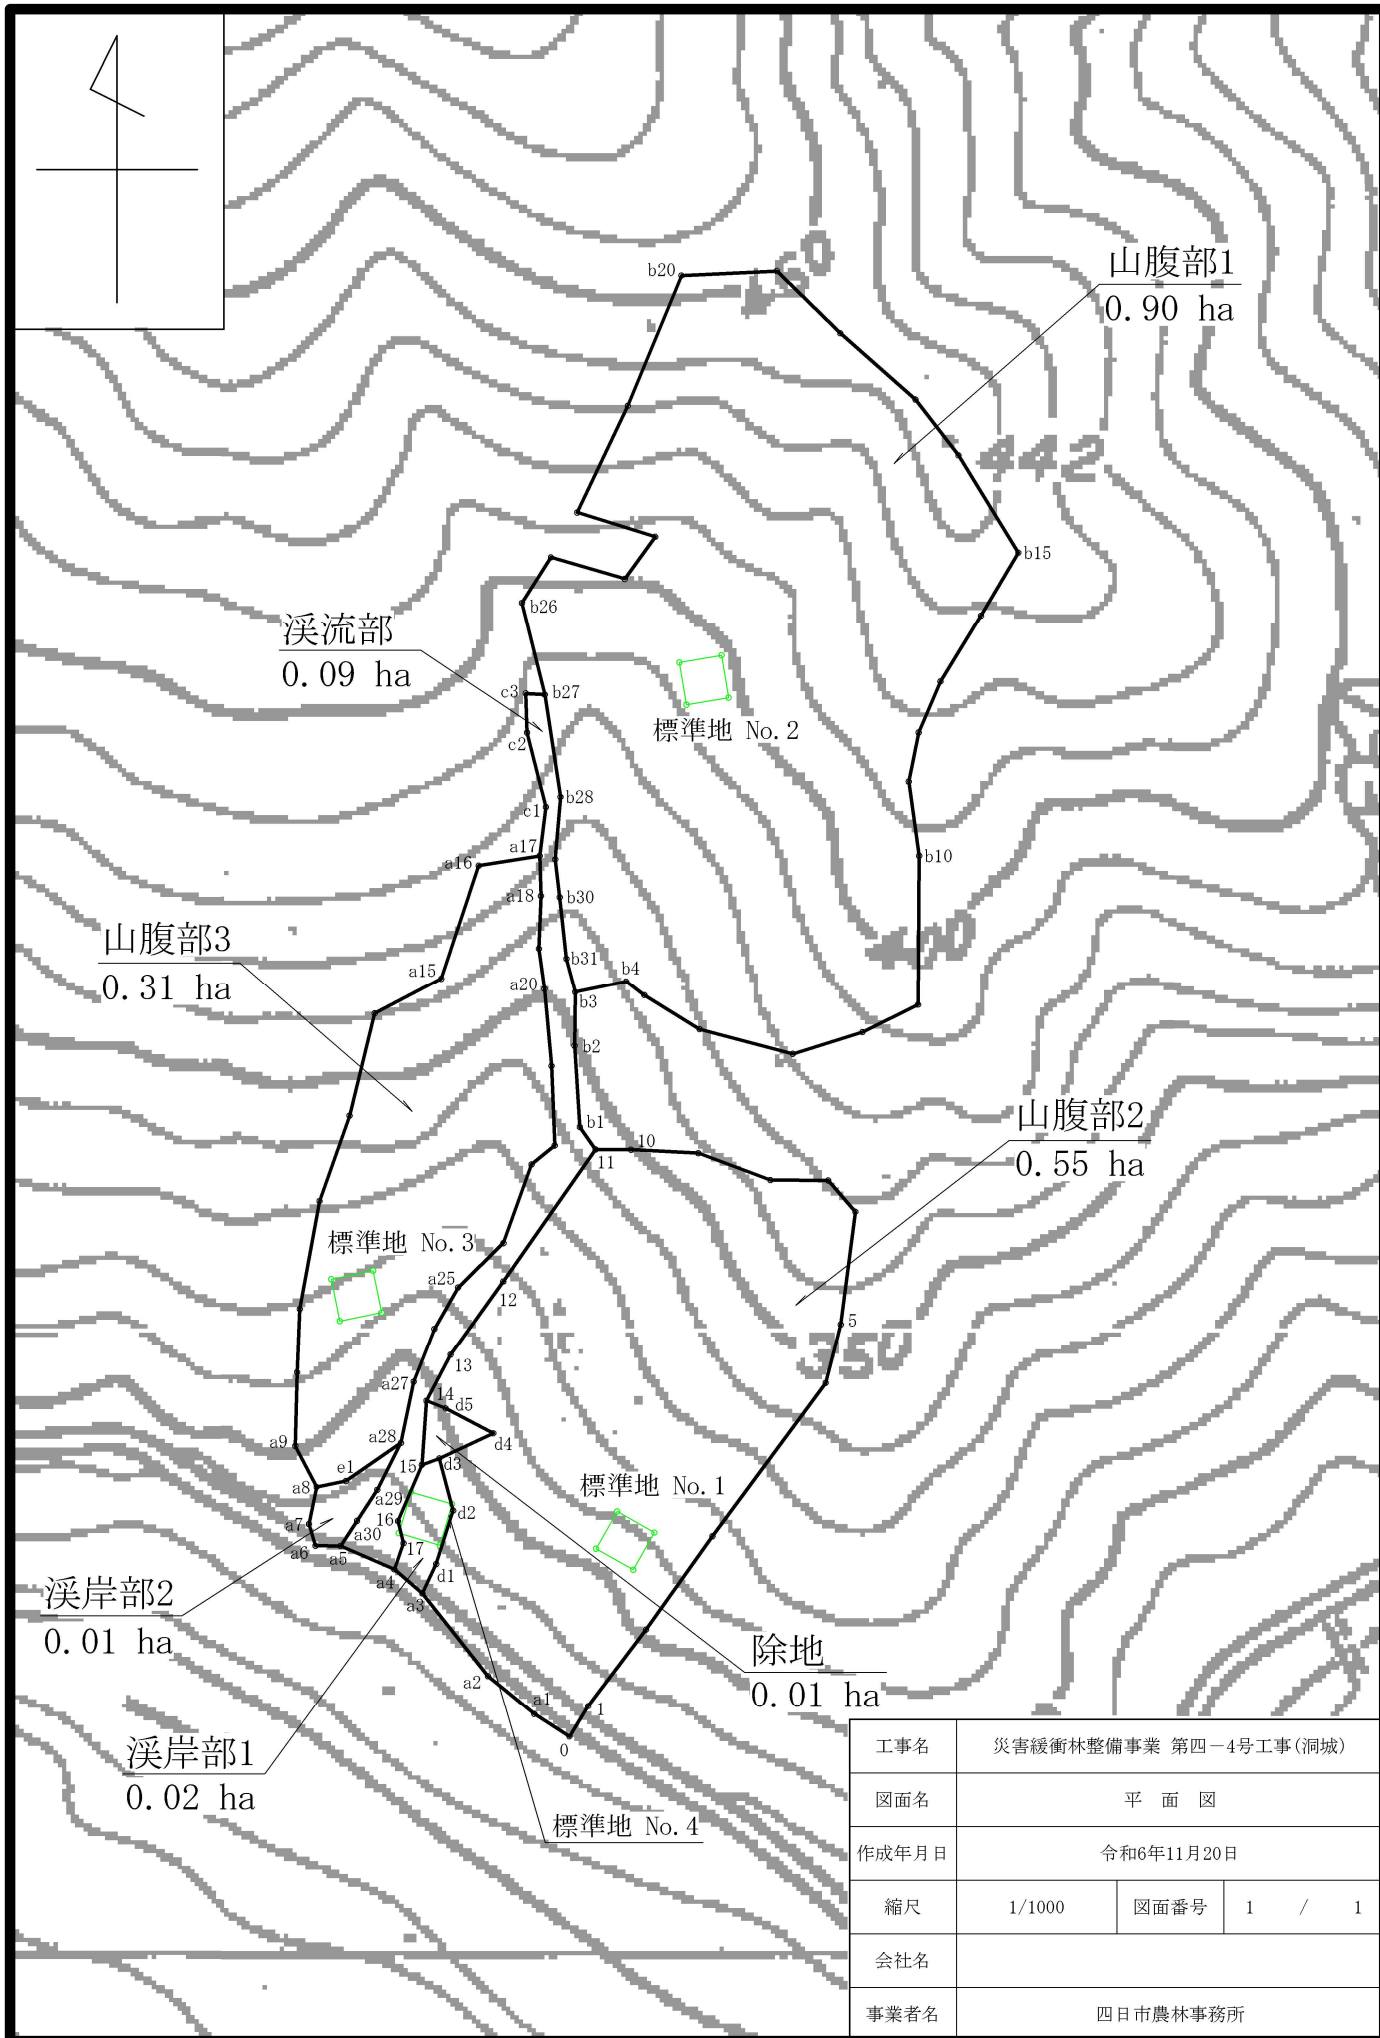 460
b20
山腹部1
0.90 ha
442
b15
b26
渓流部
0.09 ha
c3
b27
標準地 No.2
c2
b28
c1
a17
a16
b10
a18
b30
山腹部3
0.31 ha
400
b31
b4
a15
a20
b3
b2
b1
山腹部2
0.55 ha
10
11
標準地 No.3
a25
12
5
350
13
a27
14
d5
a28
d4
a9
15
d3
e1
a8
標準地 No.1
a29
d2
a7
a30
16
a6
a5
17
a4
d1
a3
渓岸部2
0.01 ha
除地
0.01 ha
a2
a1
1
0
渓岸部1
0.02 ha
標準地 No.4
工事名 災害緩衝林整備事業 第四－4号工事(洞城)
図面名 平 面 図
作成年月日 令和6年11月20日
縮尺 1/1000 図面番号 1 / 1
会社名
事業者名 四日市農林事務所